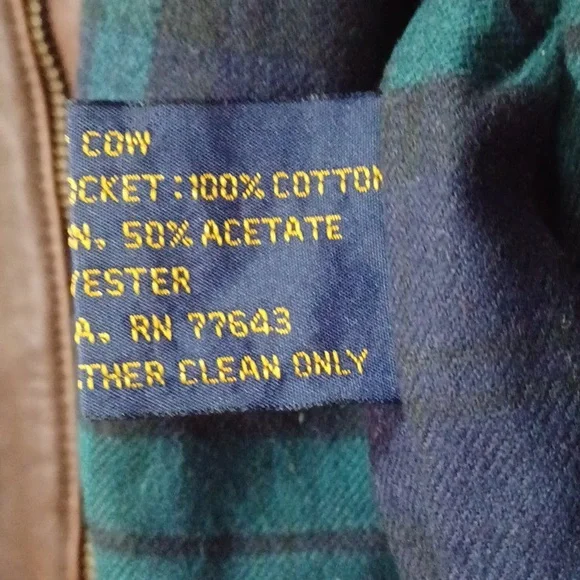 COW
OCKET:100% COTTON
N. 50% ACETATE
YESTER
A. RN 77643
THER CLEAN ONLY